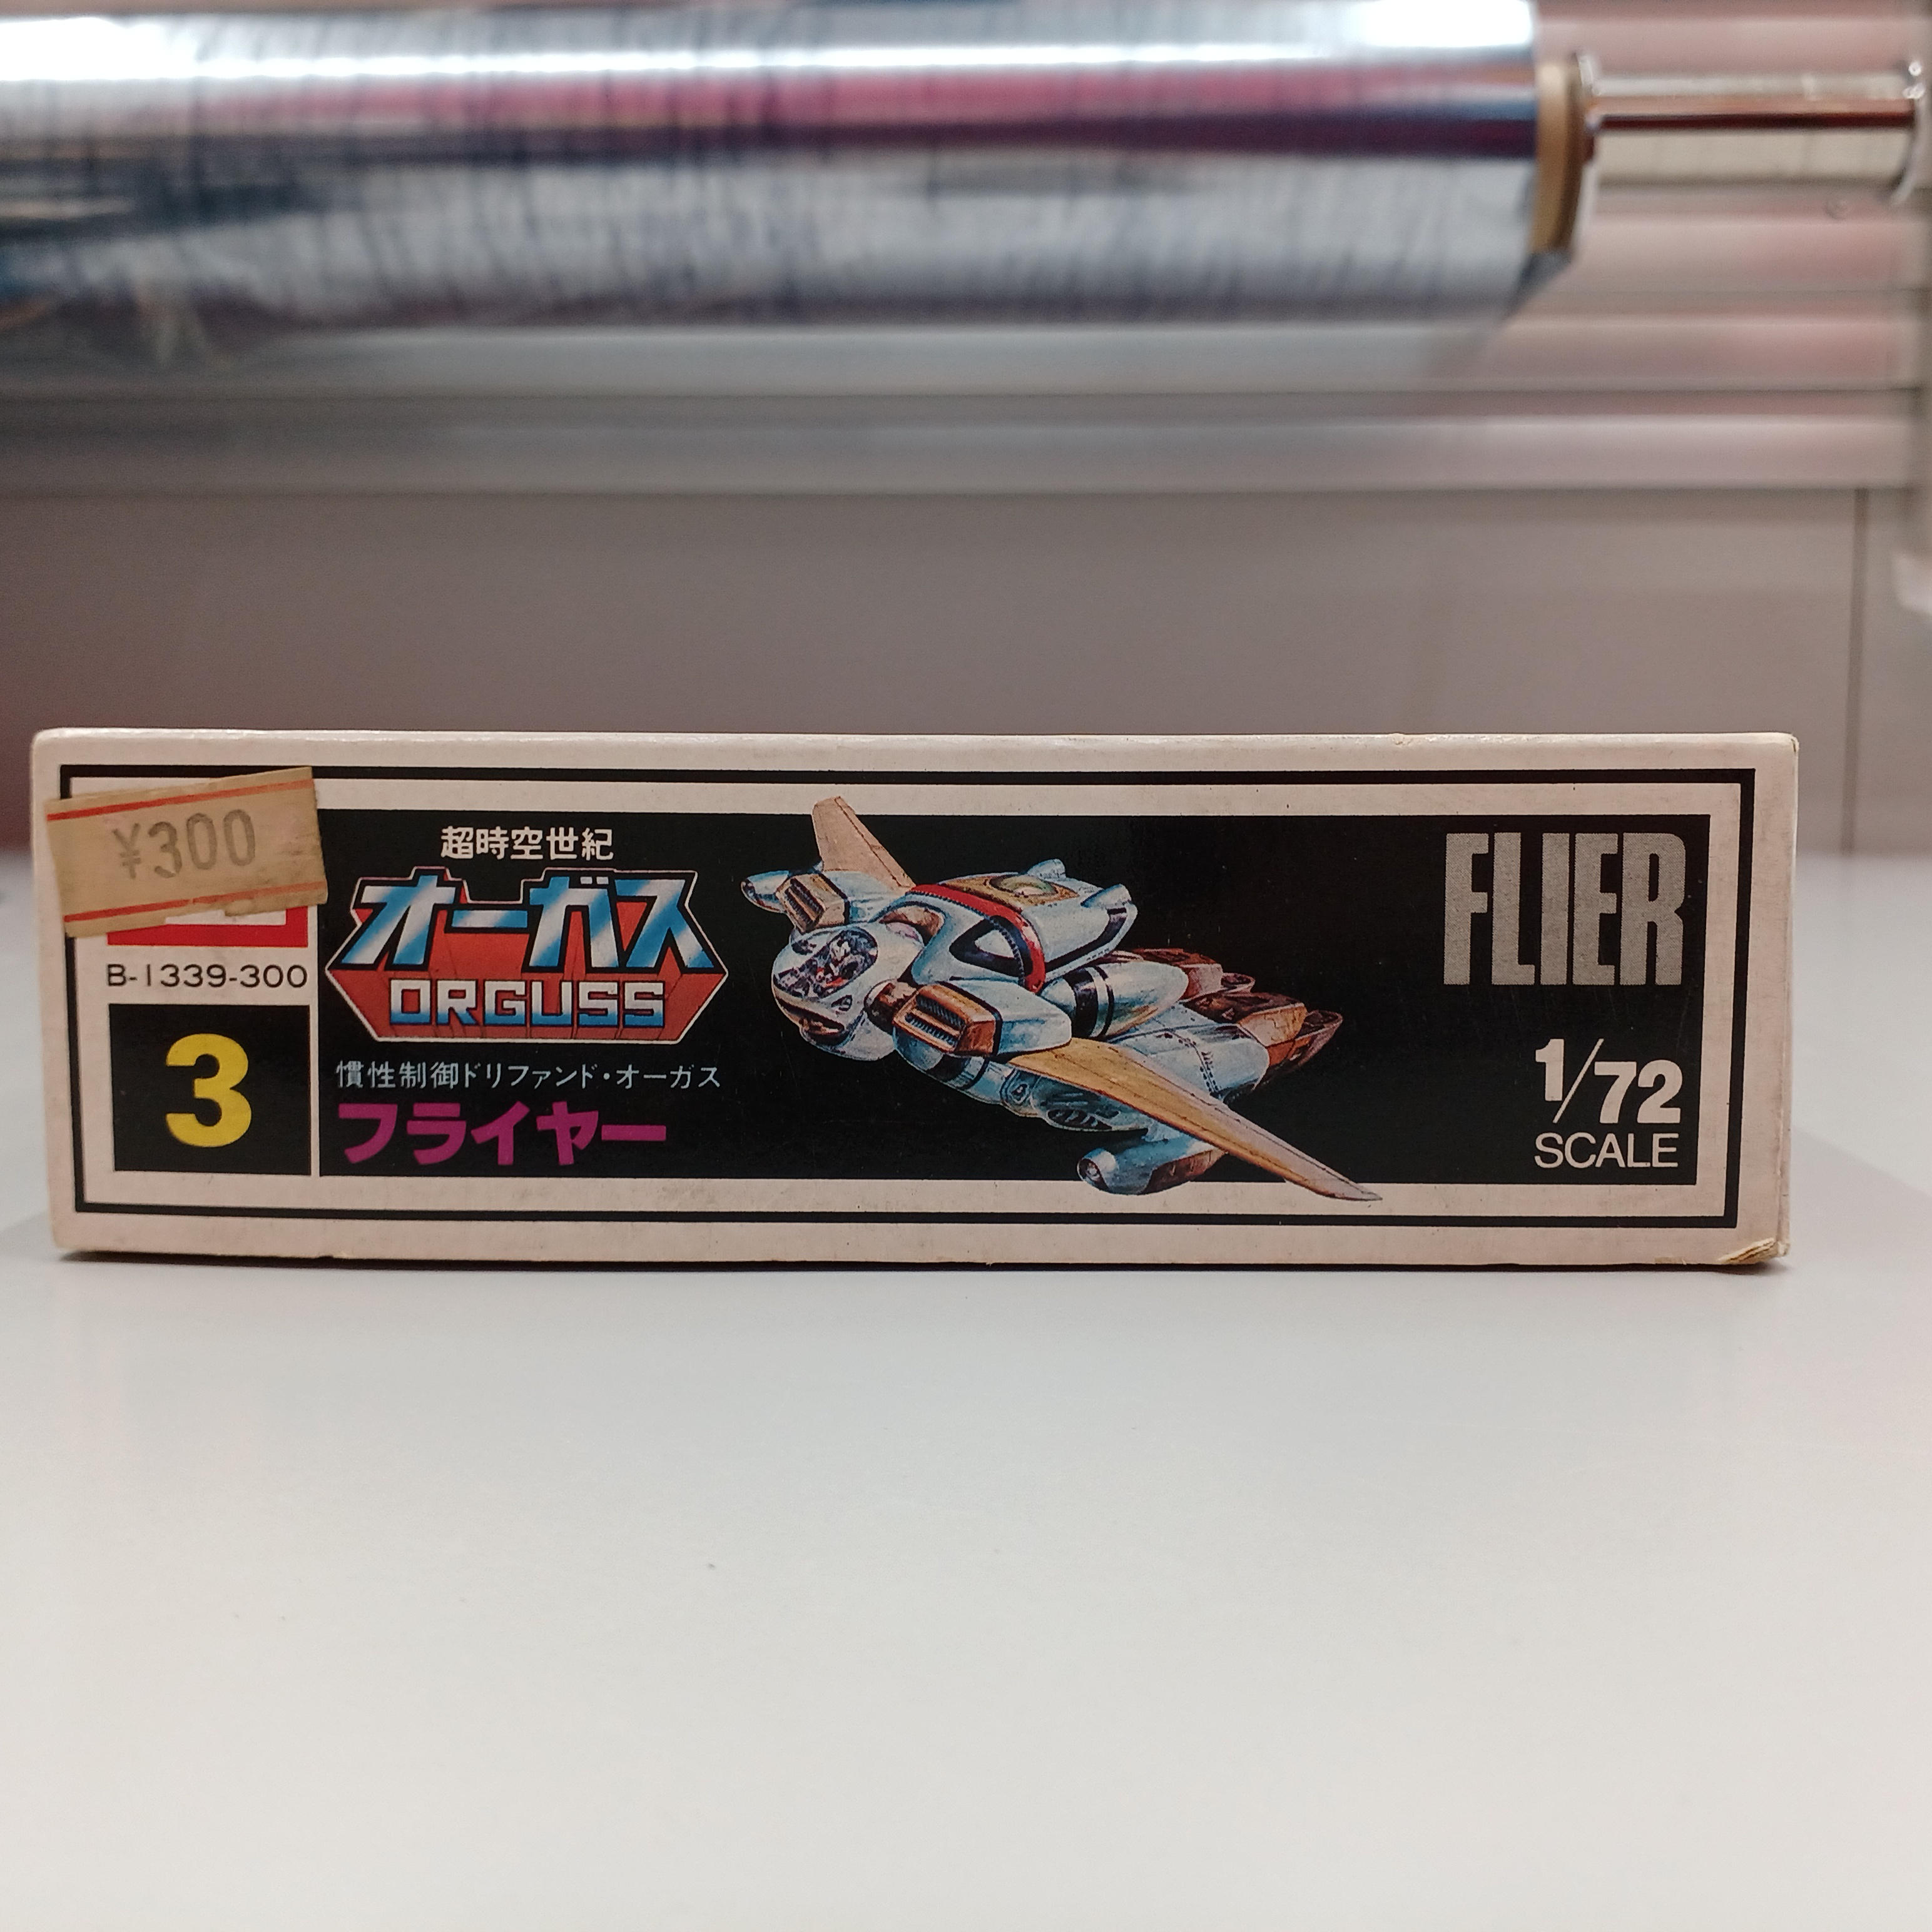 ¥300
B-1339-300
3
超時空世紀
オーガス
ORGUSS
慣性制御ドリファンド・オーガス
フライヤー
FLIER
1/72
SCALE